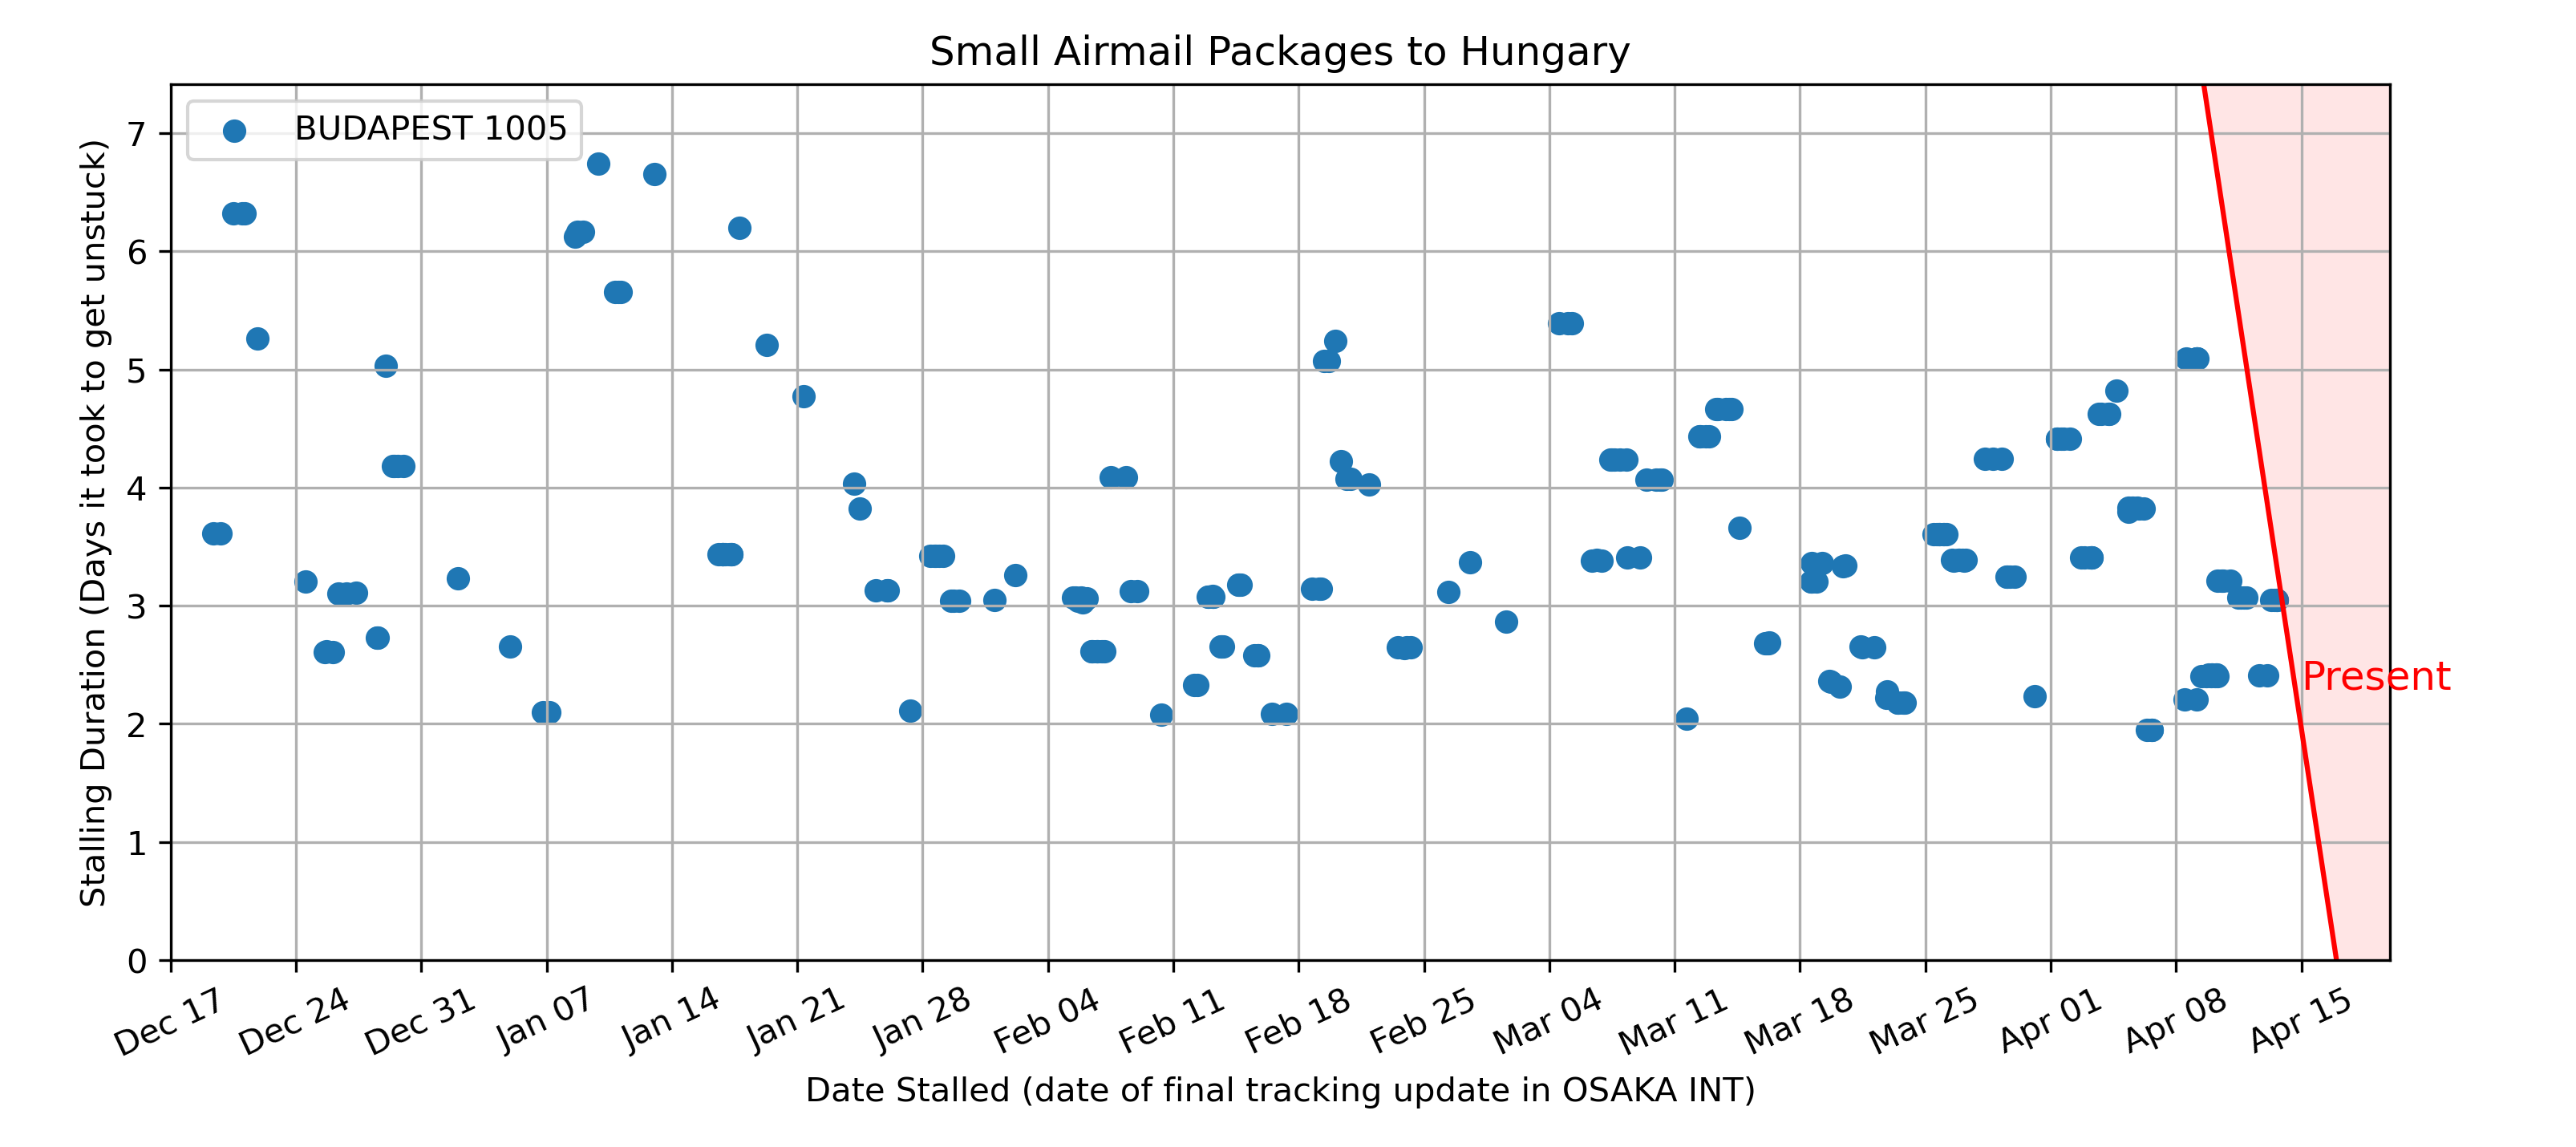 Small Airmail Packages to Hungary
BUDAPEST 1005
Stalling Duration (Days it took to get unstuck)
7
6
5
4
3
2
1
0
Present
Dec 17 Dec 24 Dec 31 Jan 07 Jan 14 Jan 21 Jan 28 Feb 04 Feb 11 Feb 18 Feb 25 Mar 04 Mar 11 Mar 18 Mar 25 Apr 01 Apr 08 Apr 15
Date Stalled (date of final tracking update in OSAKA INT)